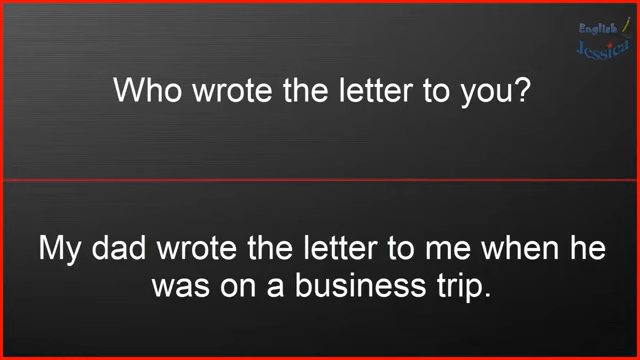 English
Jessica
Who wrote the letter to you?
My dad wrote the letter to me when he
was on a business trip.